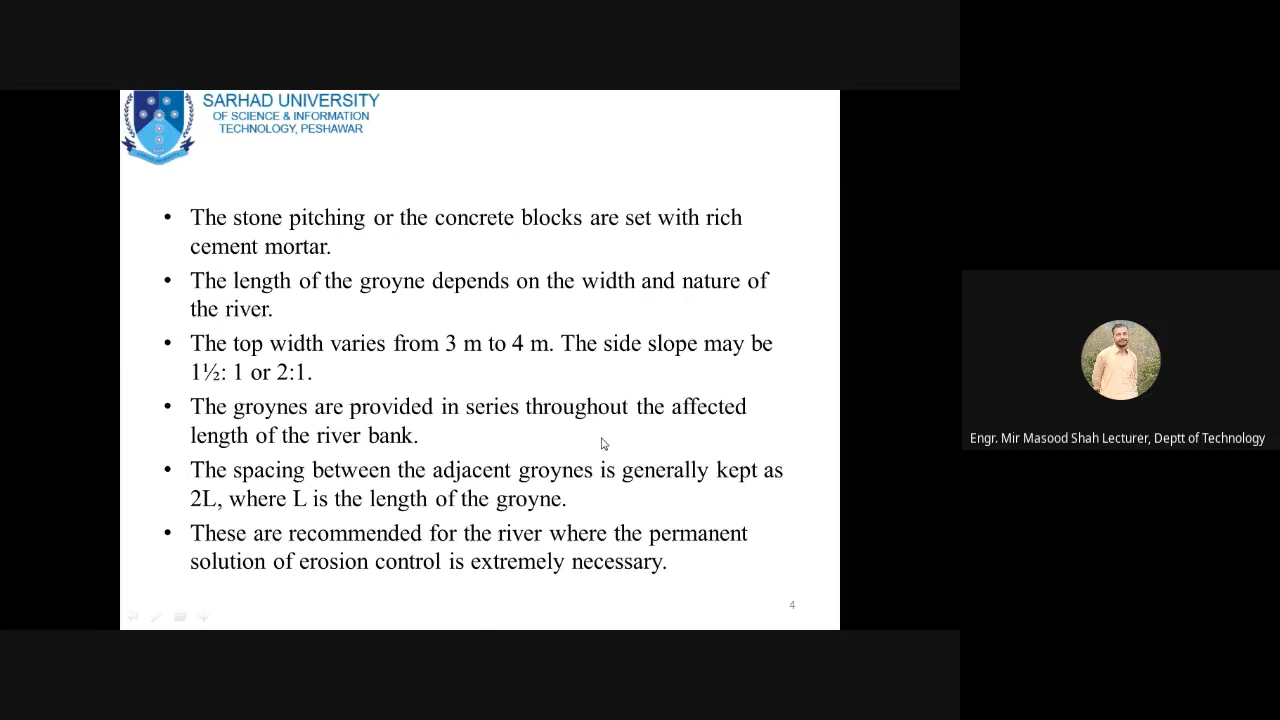 SARHAD UNIVERSITY
OF SCIENCE & INFORMATION
TECHNOLOGY, PESHAWAR
• The stone pitching or the concrete blocks are set with rich
cement mortar.
• The length of the groyne depends on the width and nature of
the river.
• The top width varies from 3 m to 4 m. The side slope may be
1½: 1 or 2:1.
• The groynes are provided in series throughout the affected
length of the river bank.
• The spacing between the adjacent groynes is generally kept as
2L, where L is the length of the groyne.
• These are recommended for the river where the permanent
solution of erosion control is extremely necessary.
4
Engr. Mir Masood Shah Lecturer, Deptt of Technology